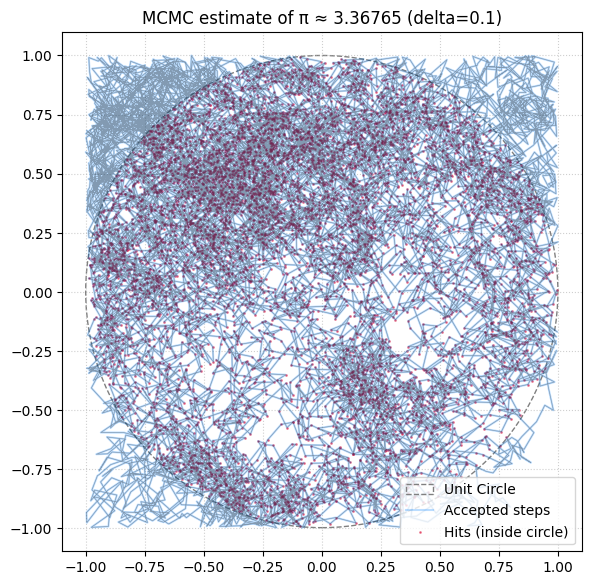 MCMC estimate of π ≈ 3.36765 (delta=0.1)
1.00
0.75
0.50
0.25
0.00
−0.25
−0.50
−0.75
−1.00
Unit Circle
Accepted steps
Hits (inside circle)
−1.00 −0.75 −0.50 −0.25 0.00 0.25 0.50 0.75 1.00